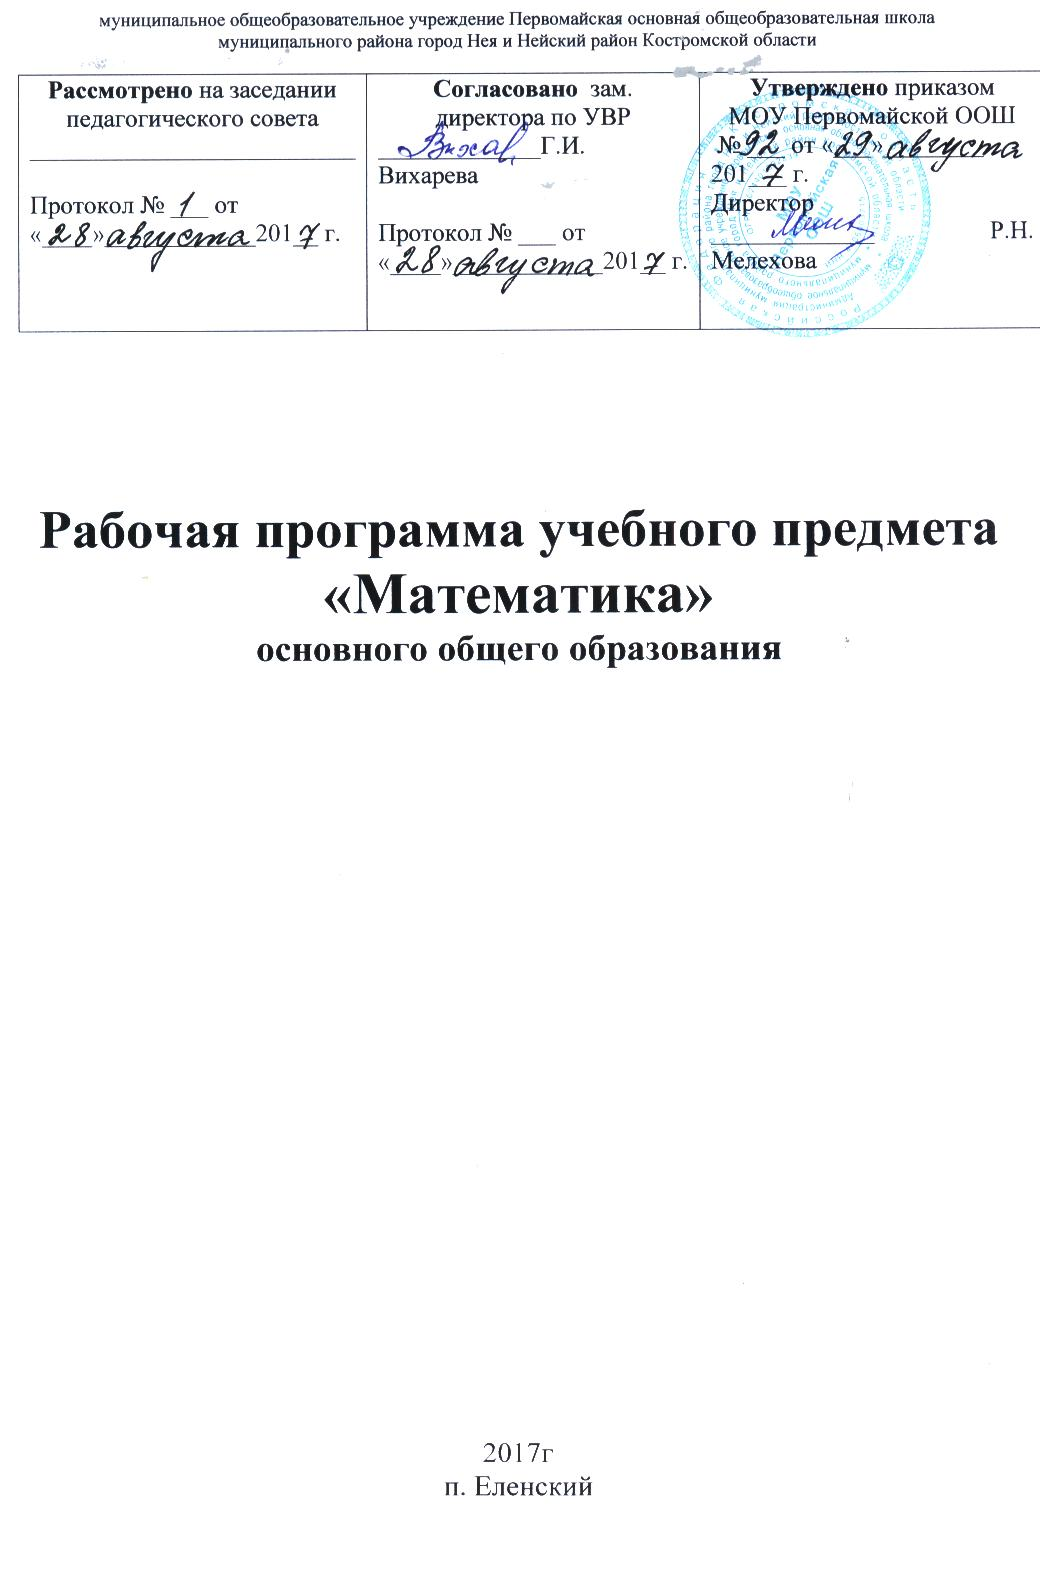 муниципальное общеобразовательное учреждение Первомайская основная общеобразовательная школа
муниципального района город Нея и Нейский район Костромской области
Рассмотрено на заседании
педагогического совета
Протокол № 1 от
«28» августа 2017 г.
Согласовано зам.
директора по УВР
Г.И.
Вихарева
Протокол № ___ от
«28» августа 2017 г.
Утверждено приказом
МОУ Первомайской ООШ
№92 от «29» августа
2017 г.
Директор
Р.Н.
Мелехова
МОУ
Первомайская
ООШ
Рабочая программа учебного предмета
«Математика»
основного общего образования
2017г
п. Еленский